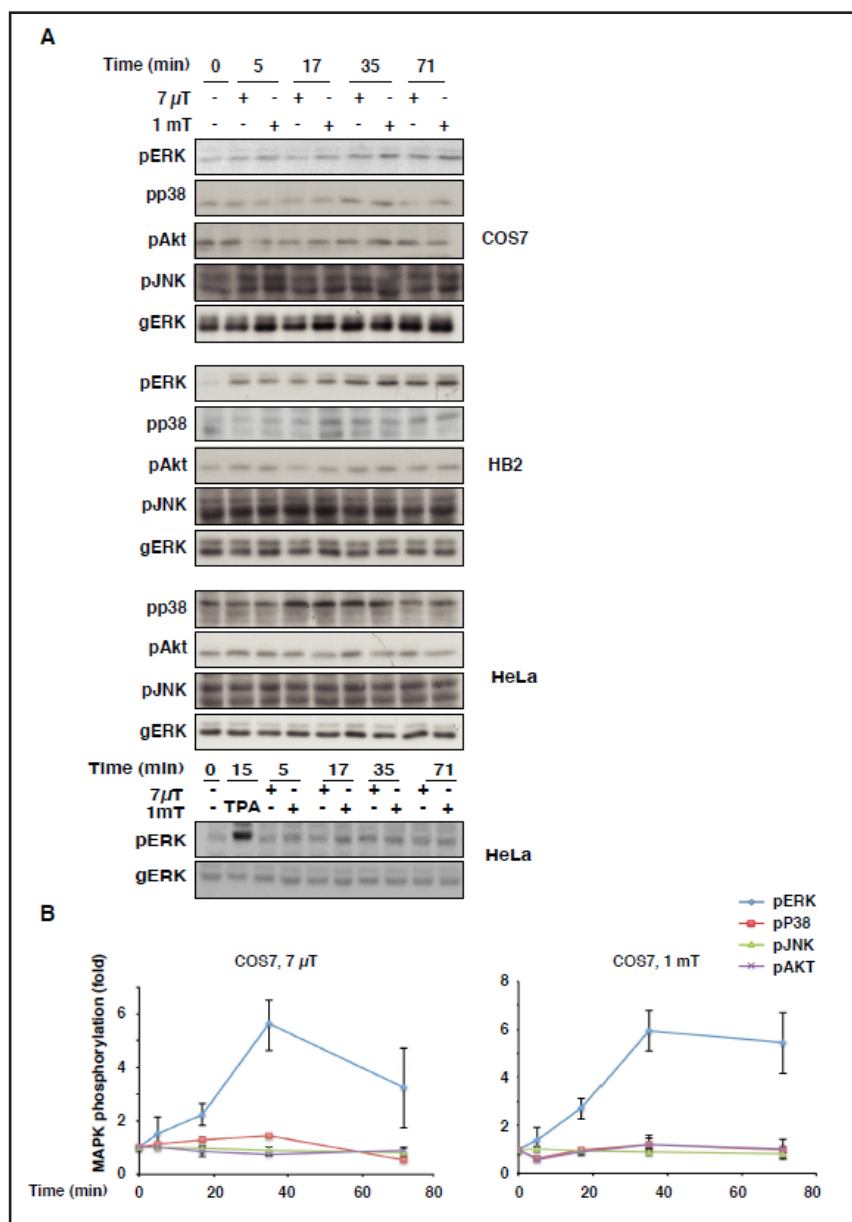 A
Time (min) 0 5 17 35 71
7 µT - + - + - + - + -
1 mT - - + - + - + - +
pERK
pp38
pAkt
COS7
pJNK
gERK
pERK
pp38
pAkt
HB2
pJNK
gERK
pp38
pAkt
pJNK
HeLa
gERK
Time (min) 0 15 5 17 35 71
7µT - + - + - + - + -
1mT - TPA - + - + - + - +
pERK
HeLa
gERK
B
pERK
pP38
pJNK
pAKT
COS7, 7 µT
COS7, 1 mT
MAPK phosphorylation (fold)
6
4
2
0
8
6
4
2
0
Time (min) 0 20 40 60 80
0 20 40 60 80